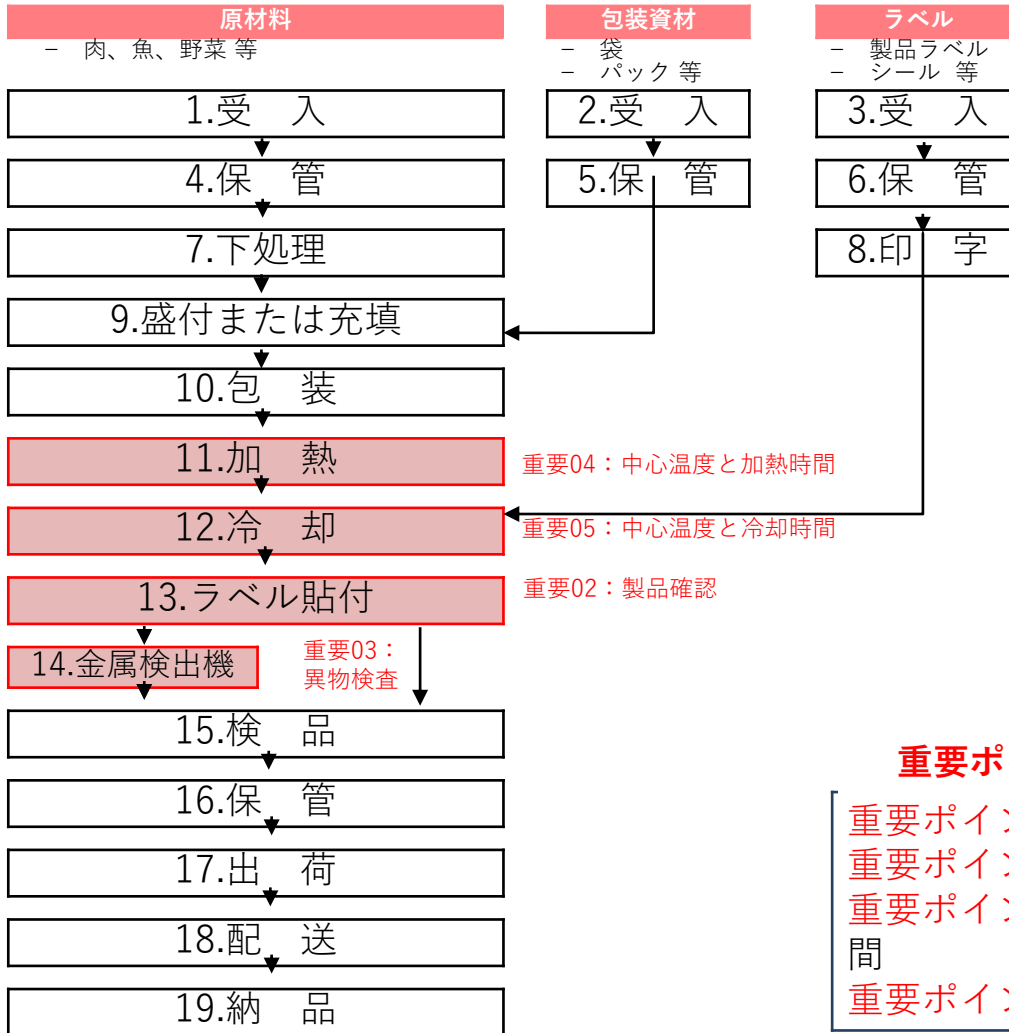 原材料
− 肉、魚、野菜 等
包装資材
− 袋
− パック 等
ラベル
− 製品ラベル
− シール 等
1.受 入
2.受 入
3.受 入
4.保 管
5.保 管
6.保 管
7.下処理
8.印 字
9.盛付または充填
10.包 装
11.加 熱
重要04：中心温度と加熱時間
12.冷 却
重要05：中心温度と冷却時間
13.ラベル貼付
重要02：製品確認
14.金属検出機
重要03：
異物検査
15.検 品
16.保 管
17.出 荷
18.配 送
19.納 品
重要ポ
重要ポイン
重要ポイン
重要ポイン
間
重要ポイン